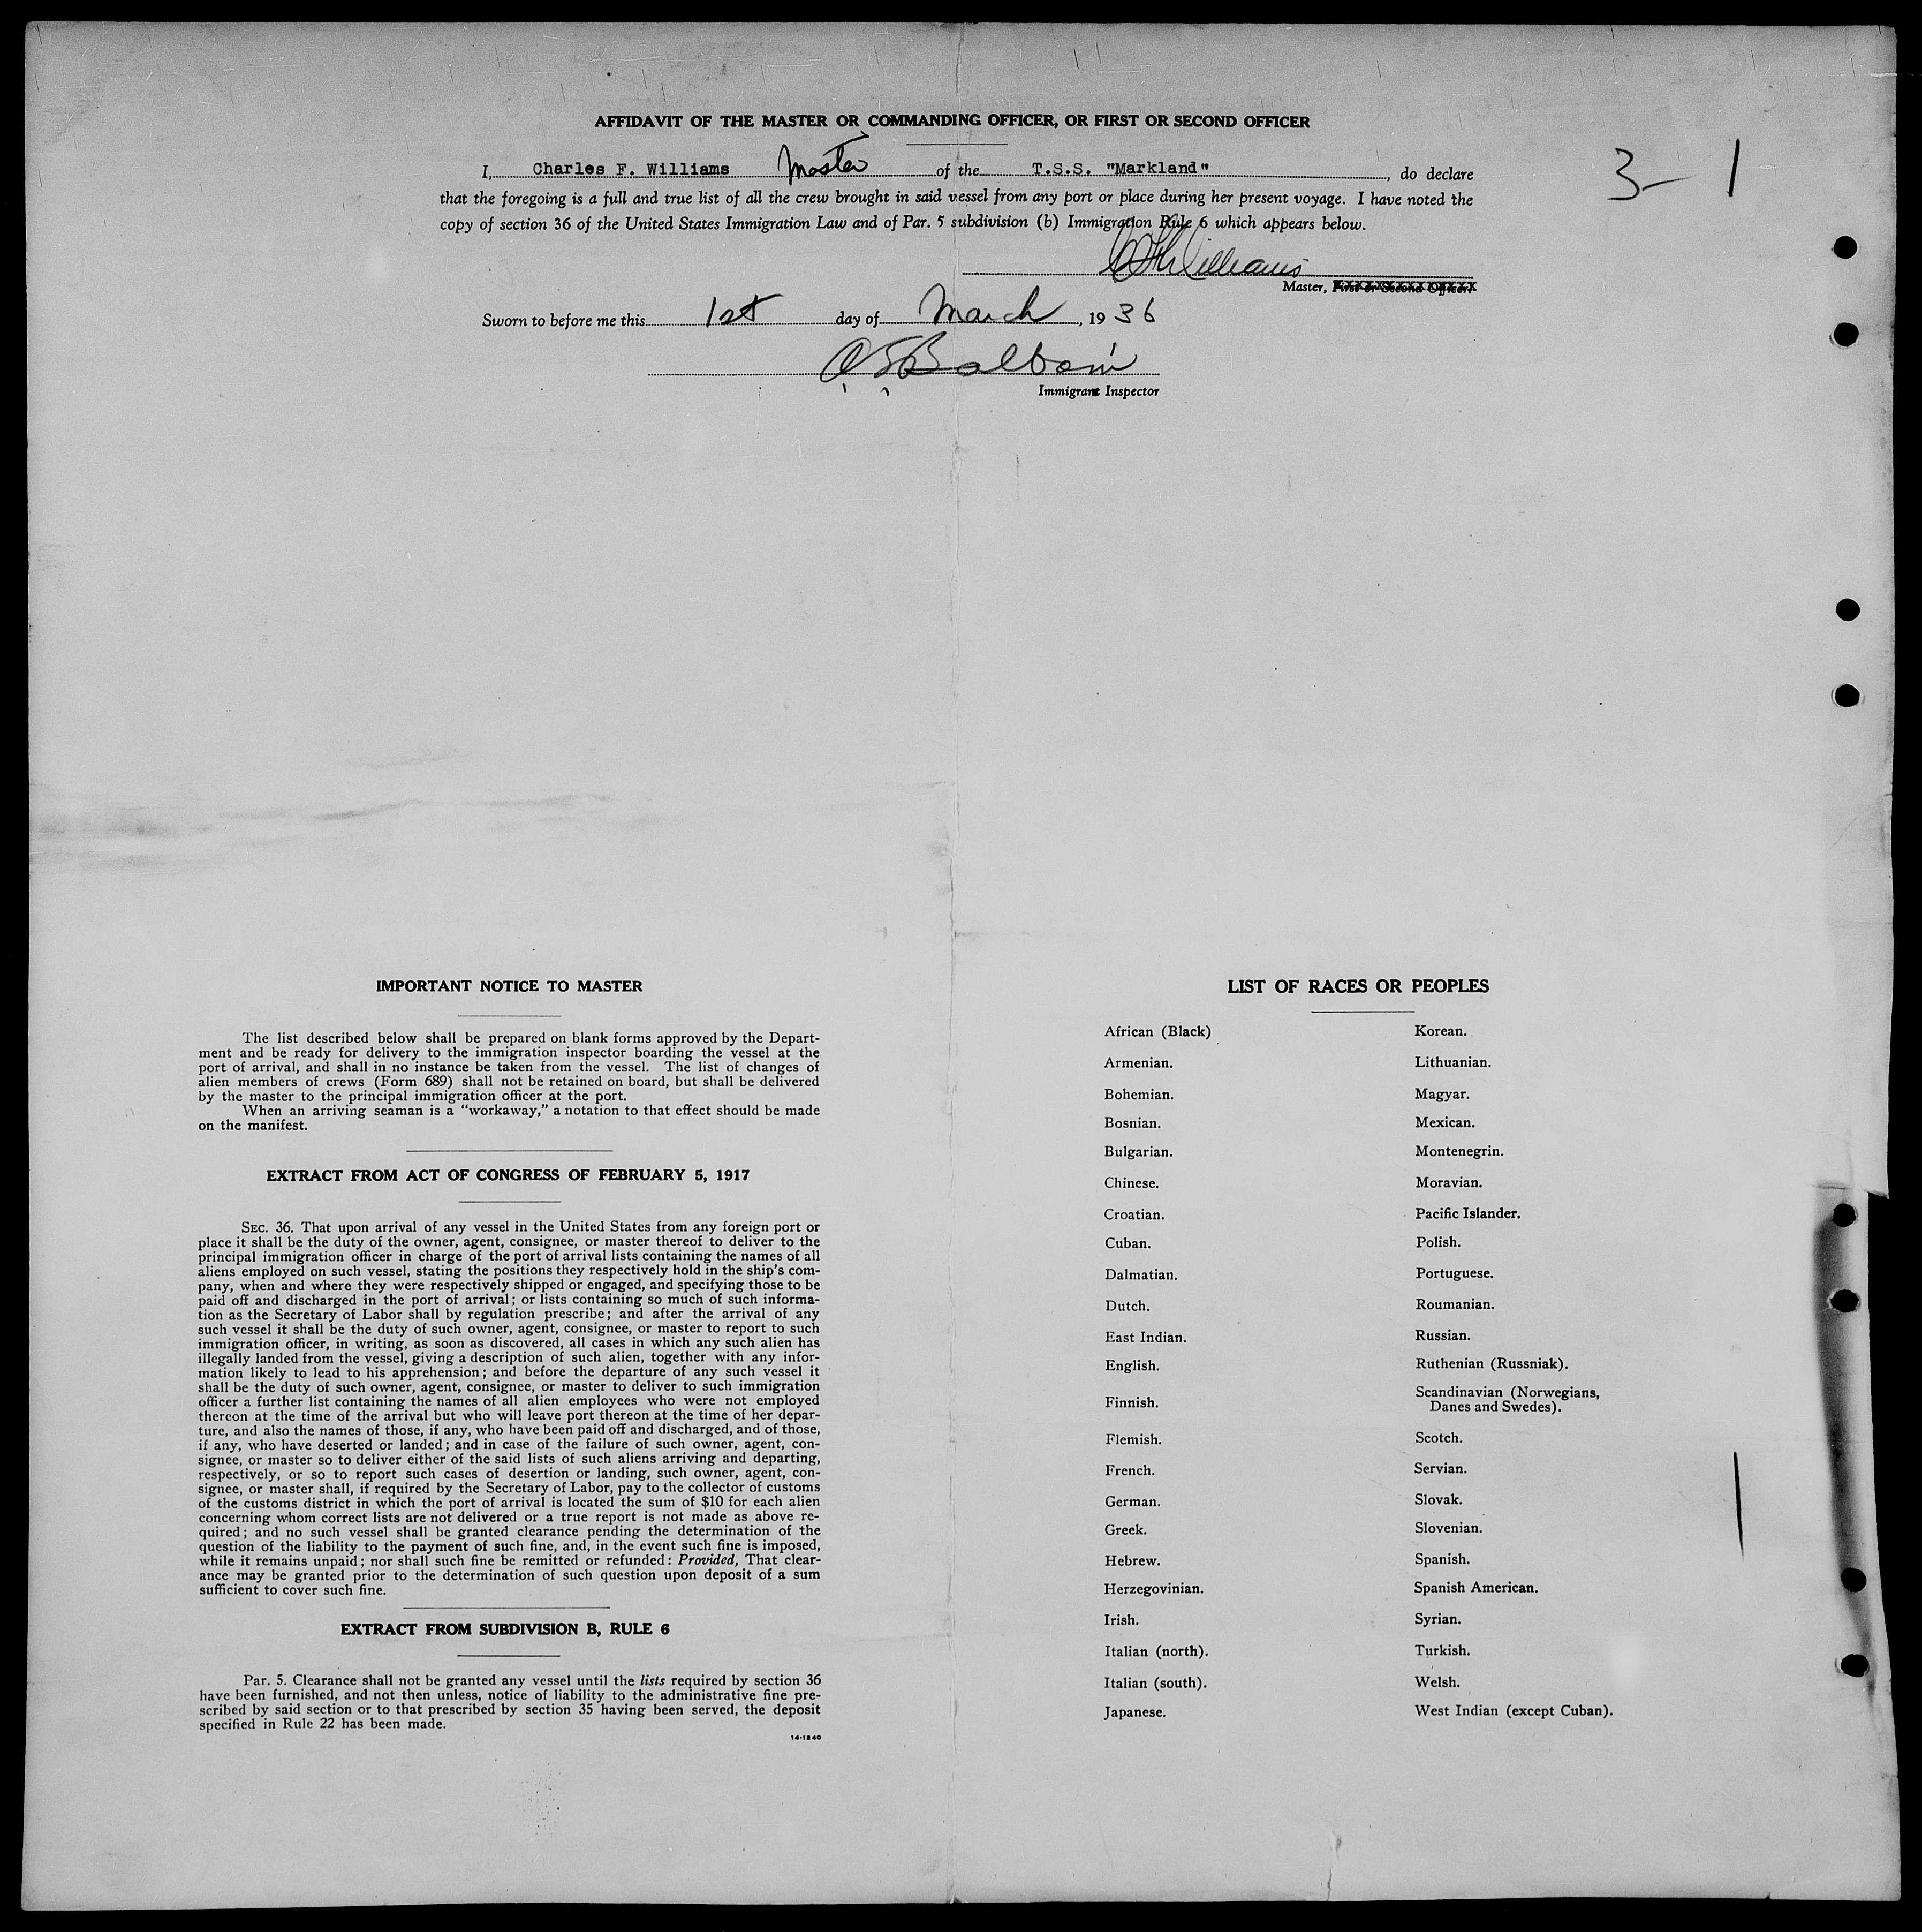 AFFIDAVIT OF THE MASTER OR COMMANDING OFFICER, OR FIRST OR SECOND OFFICER
3- 1
I, Charles F. Williams Master of the T.S.S. "Markland", do declare
that the foregoing is a full and true list of all the crew brought in said vessel from any port or place during her present voyage. I have noted the
copy of section 36 of the United States Immigration Law and of Par. 5 subdivision (b) Immigration Rule 6 which appears below.
Williams
Master, First or Second Officer.
Sworn to before me this 1st day of March, 1936
Immigrant Inspector
IMPORTANT NOTICE TO MASTER
The list described below shall be prepared on blank forms approved by the Depart-
ment and be ready for delivery to the immigration inspector boarding the vessel at the
port of arrival, and shall in no instance be taken from the vessel. The list of changes of
alien members of crews (Form 689) shall not be retained on board, but shall be delivered
by the master to the principal immigration officer at the port.
When an arriving seaman is a "workaway," a notation to that effect should be made
on the manifest.
EXTRACT FROM ACT OF CONGRESS OF FEBRUARY 5, 1917
SEC. 36. That upon arrival of any vessel in the United States from any foreign port or
place it shall be the duty of the owner, agent, consignee, or master thereof to deliver to the
principal immigration officer in charge of the port of arrival lists containing the names of all
aliens employed on such vessel, stating the positions they respectively hold in the ship's com-
pany, when and where they were respectively shipped or engaged, and specifying those to be
paid off and discharged in the port of arrival; or lists containing so much of such informa-
tion as the Secretary of Labor shall by regulation prescribe; and after the arrival of any
such vessel it shall be the duty of such owner, agent, consignee, or master to report to such
immigration officer, in writing, as soon as discovered, all cases in which any such alien has
illegally landed from the vessel, giving a description of such alien, together with any infor-
mation likely to lead to his apprehension; and before the departure of any such vessel it
shall be the duty of such owner, agent, consignee, or master to deliver to such immigration
officer a further list containing the names of all alien employees who were not employed
thereon at the time of the arrival but who will leave port thereon at the time of her depar-
ture, and also the names of those, if any, who have been paid off and discharged, and of those,
if any, who have deserted or landed; and in case of the failure of such owner, agent, con-
signee, or master so to deliver either of the said lists of such aliens arriving and departing,
respectively, or so to report such cases of desertion or landing, such owner, agent, con-
signee, or master shall, if required by the Secretary of Labor, pay to the collector of customs
of the customs district in which the port of arrival is located the sum of $10 for each alien
concerning whom correct lists are not delivered or a true report is not made as above re-
quired; and no such vessel shall be granted clearance pending the determination of the
question of the liability to the payment of such fine, and, in the event such fine is imposed,
while it remains unpaid; nor shall such fine be remitted or refunded: Provided, That clear-
ance may be granted prior to the determination of such question upon deposit of a sum
sufficient to cover such fine.
EXTRACT FROM SUBDIVISION B, RULE 6
Par. 5. Clearance shall not be granted any vessel until the lists required by section 36
have been furnished, and not then unless, notice of liability to the administrative fine pre-
scribed by said section or to that prescribed by section 35 having been served, the deposit
specified in Rule 22 has been made.
14-1240
LIST OF RACES OR PEOPLES
African (Black)
Armenian.
Bohemian.
Bosnian.
Bulgarian.
Chinese.
Croatian.
Cuban.
Dalmatian.
Dutch.
East Indian.
English.
Finnish.
Flemish.
French.
German.
Greek.
Hebrew.
Herzegovinian.
Irish.
Italian (north).
Italian (south).
Japanese.
Korean.
Lithuanian.
Magyar.
Mexican.
Montenegrin.
Moravian.
Pacific Islander.
Polish.
Portuguese.
Roumanian.
Russian.
Ruthenian (Russniak).
Scandinavian (Norwegians,
Danes and Swedes).
Scotch.
Servian.
Slovak.
Slovenian.
Spanish.
Spanish American.
Syrian.
Turkish.
Welsh.
West Indian (except Cuban).